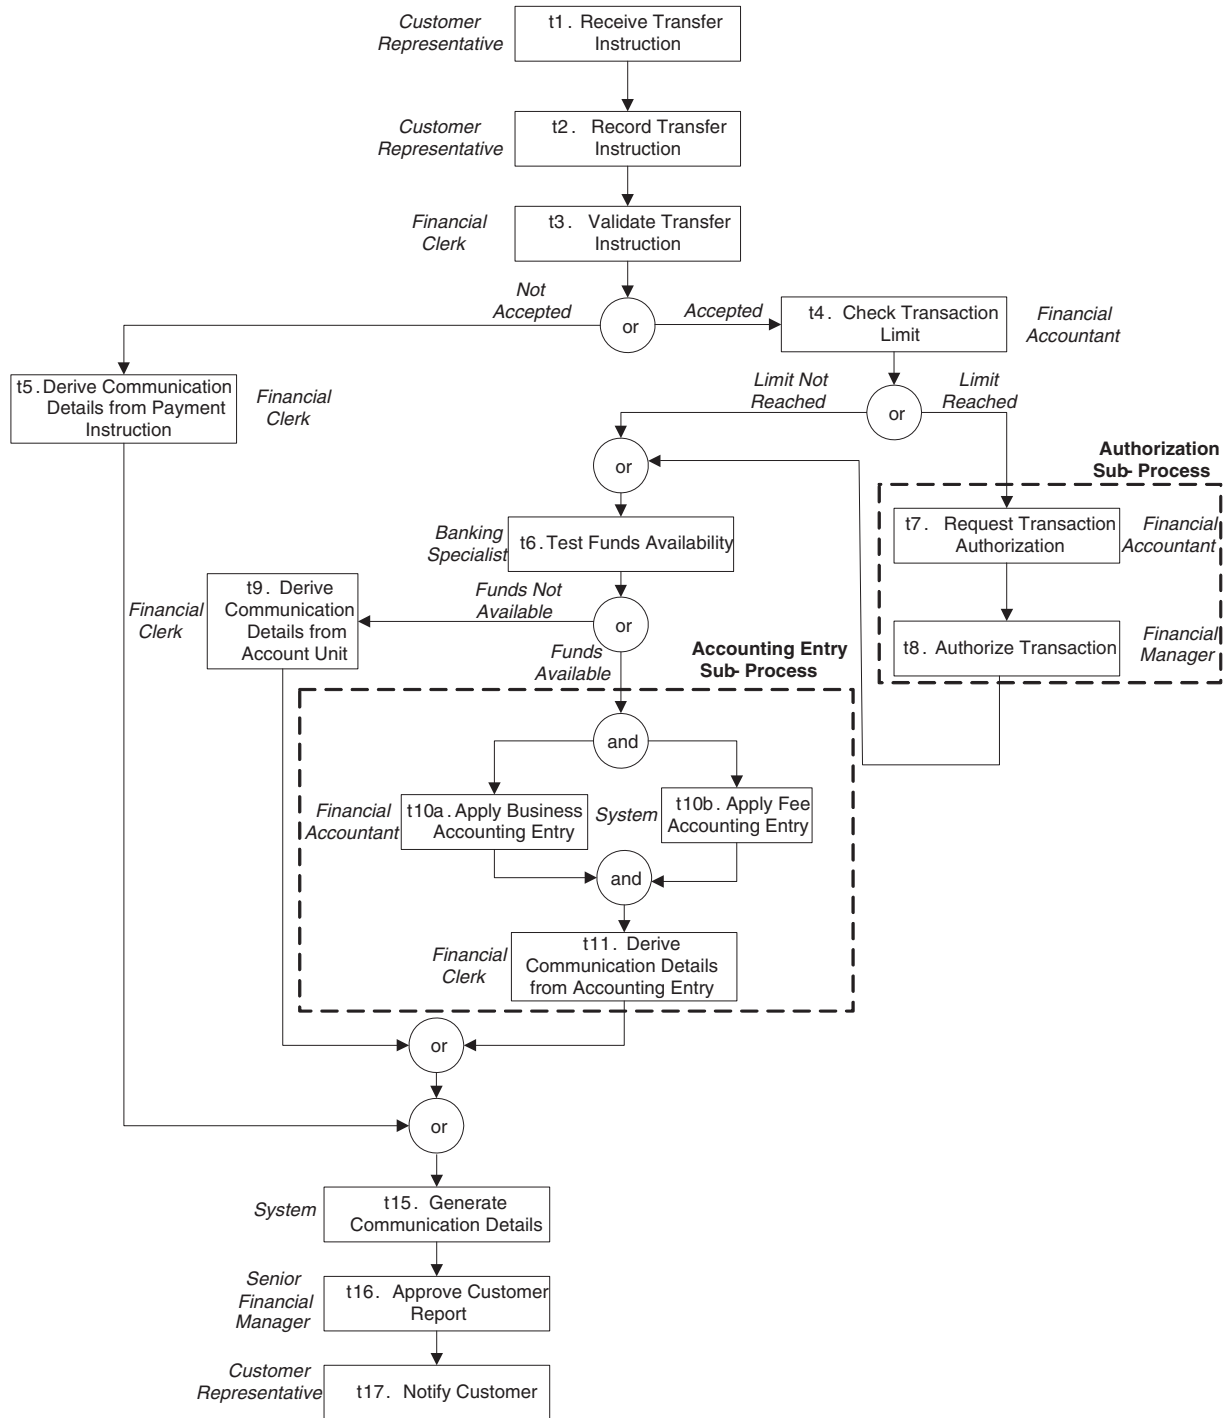 Customer
Representative
t1. Receive Transfer
Instruction
Customer
Representative
t2. Record Transfer
Instruction
Financial
Clerk
t3. Validate Transfer
Instruction
Not
Accepted
or
Accepted
t4. Check Transaction
Limit
Financial
Accountant
t5.Derive Communication
Details from Payment
Instruction
Financial
Clerk
Limit Not
Reached
or
Limit
Reached
or
Authorization
Sub- Process
t7. Request Transaction
Authorization
Financial
Accountant
Banking
Specialist
t6.Test Funds Availability
t8. Authorize Transaction
Financial
Manager
Financial
Clerk
t9. Derive
Communication
Details from
Account Unit
Funds Not
Available
or
Funds
Available
Accounting Entry
Sub- Process
and
Financial
Accountant
t10a. Apply Business
Accounting Entry
System
t10b. Apply Fee
Accounting Entry
and
Financial
Clerk
t11. Derive
Communication Details
from Accounting Entry
or
or
System
t15. Generate
Communication Details
Senior
Financial
Manager
t16. Approve Customer
Report
Customer
Representative
t17. Notify Customer